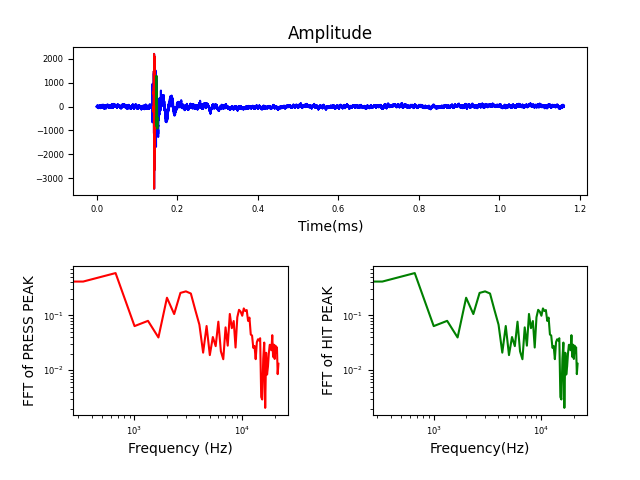 Amplitude
2000
1000
0
−1000
−2000
−3000
0.0 0.2 0.4 0.6 0.8 1.0 1.2
Time(ms)
FFT of PRESS PEAK
10⁻¹
10⁻²
10³ 10⁴
Frequency (Hz)
FFT of HIT PEAK
10⁻¹
10⁻²
10³ 10⁴
Frequency(Hz)